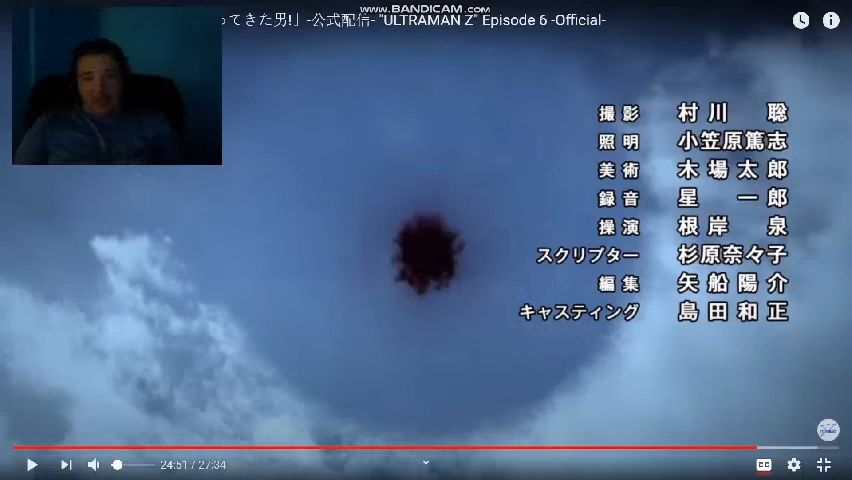 www.BANDICAM.com
ってきた男!」-公式配信- "ULTRAMAN Z" Episode 6 -Official-
撮影 村川 聡
照明 小笠原篤志
美術 木場太郎
録音 星 一郎
操演 根岸 泉
スクリプター 杉原奈々子
編集 矢船陽介
キャスティング 島田和正
24:51 / 27:34